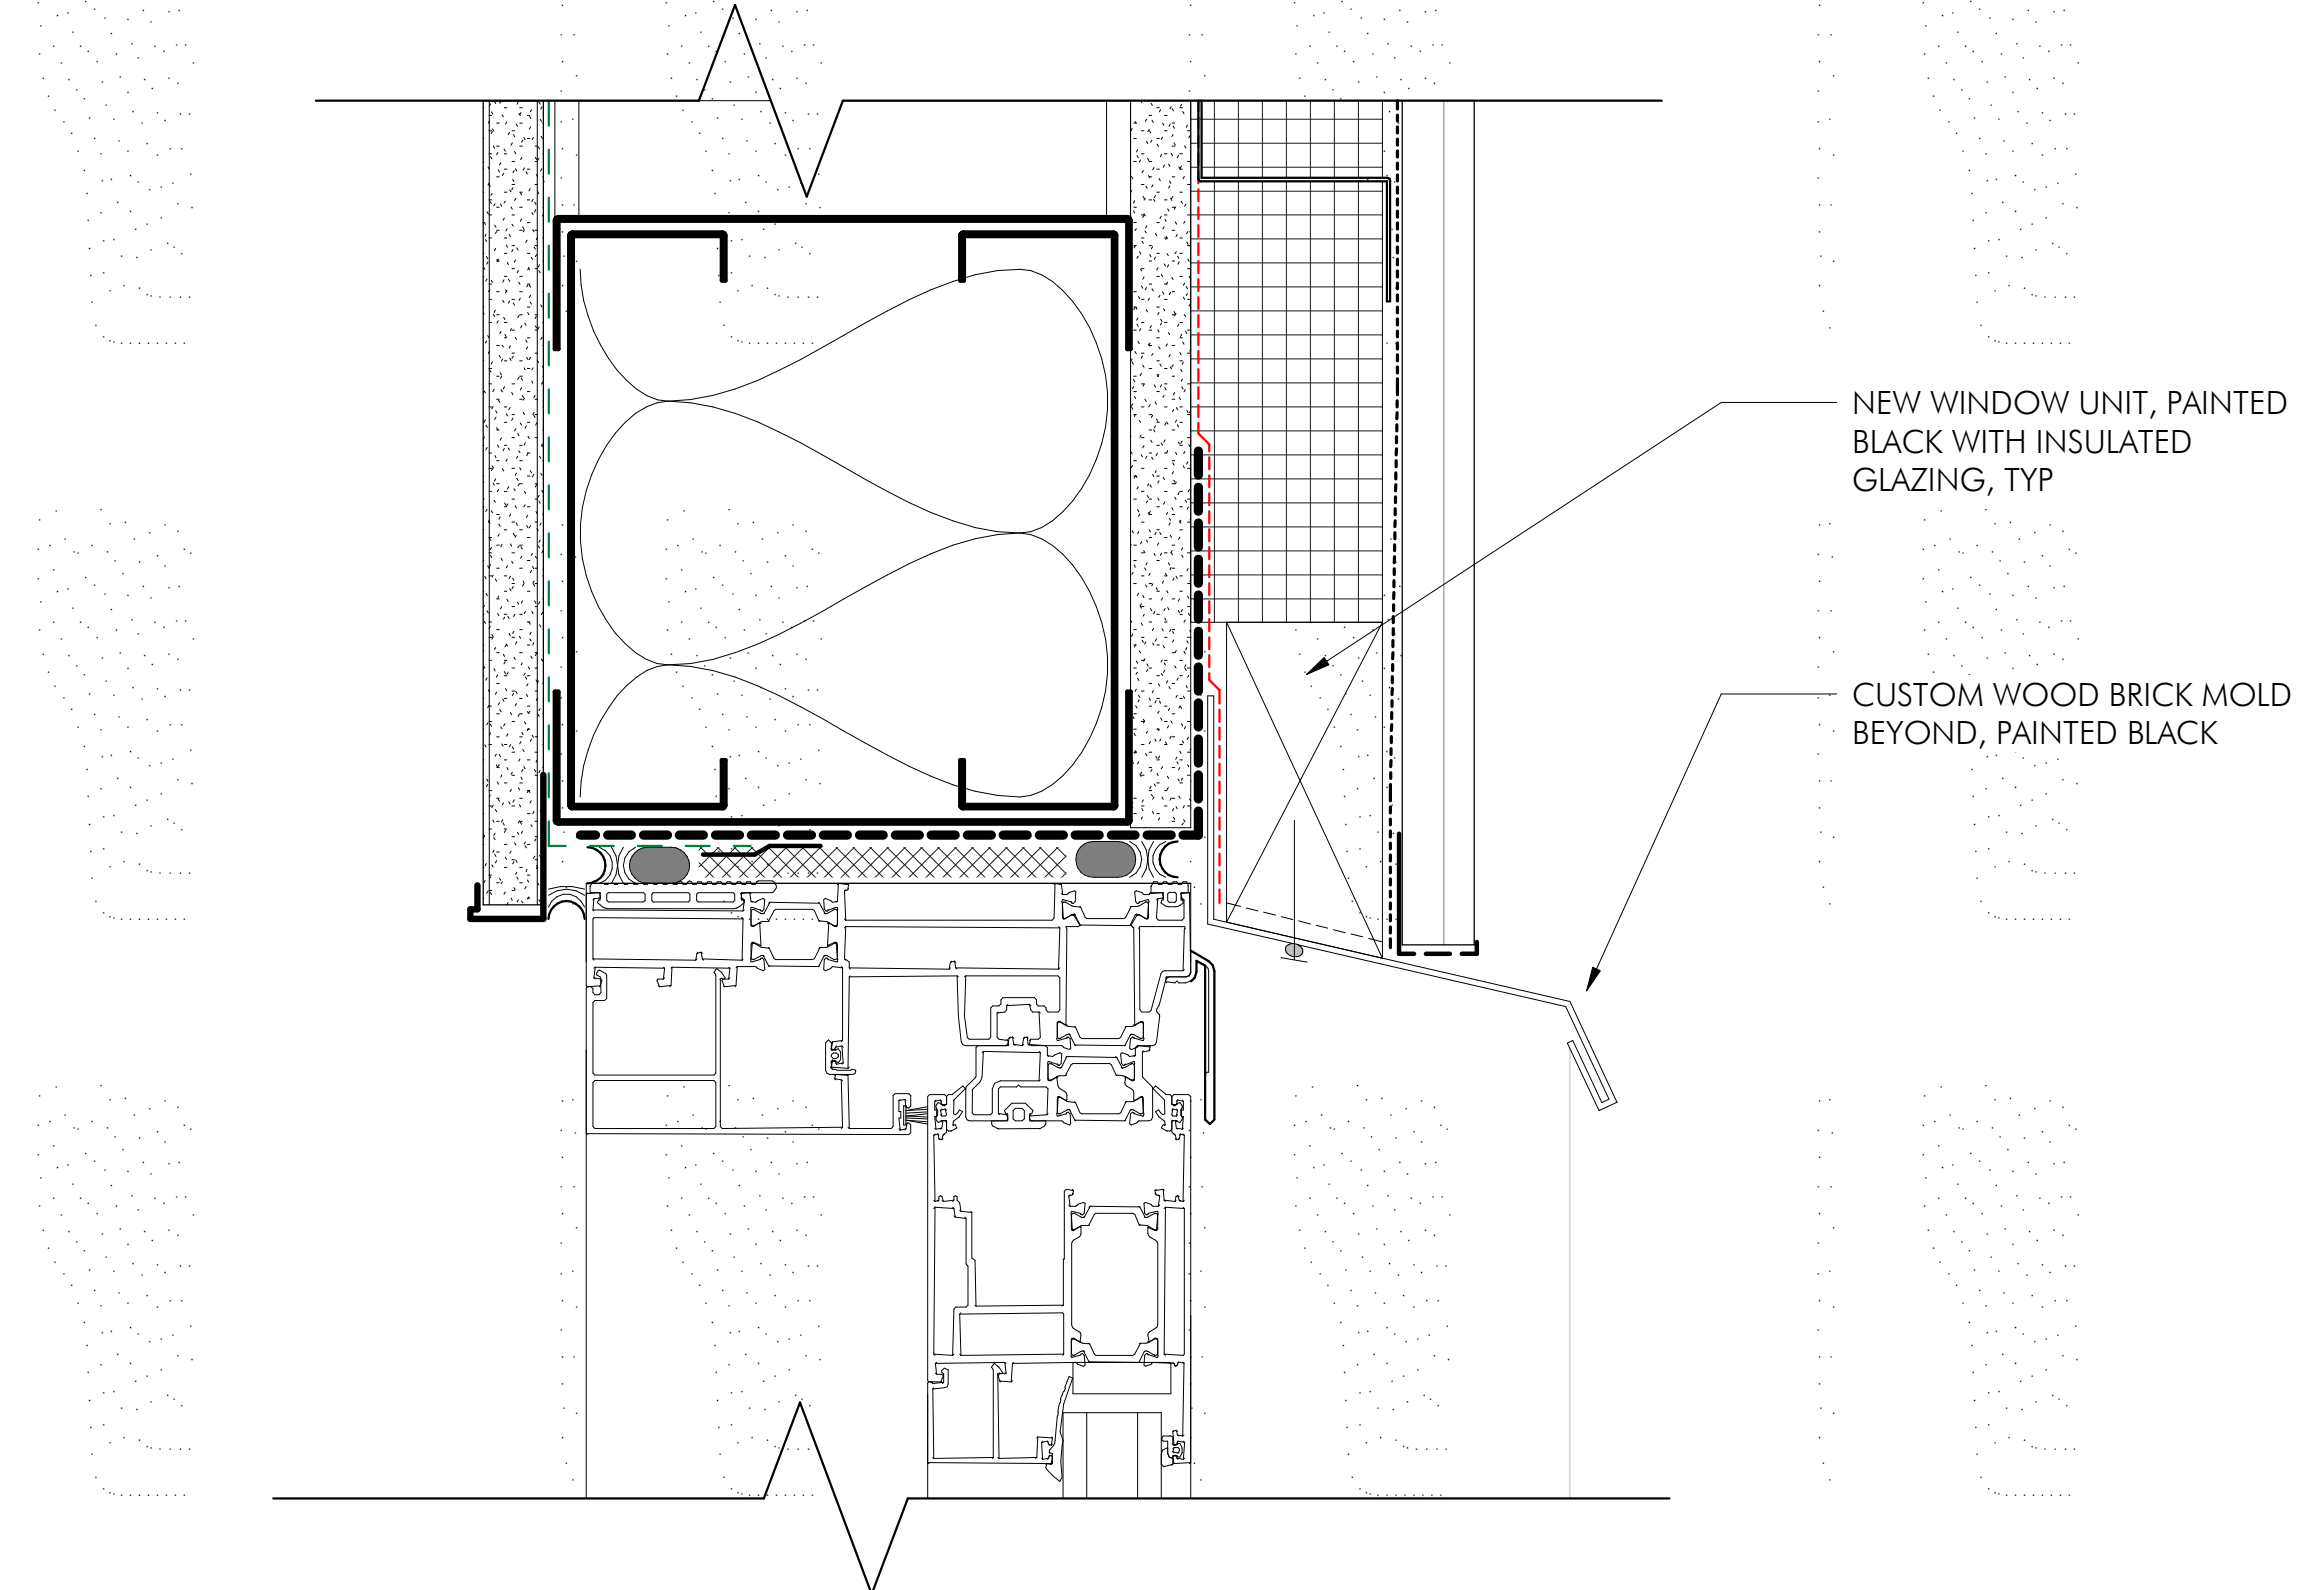 NEW WINDOW UNIT, PAINTED
BLACK WITH INSULATED
GLAZING, TYP
CUSTOM WOOD BRICK MOLD
BEYOND, PAINTED BLACK